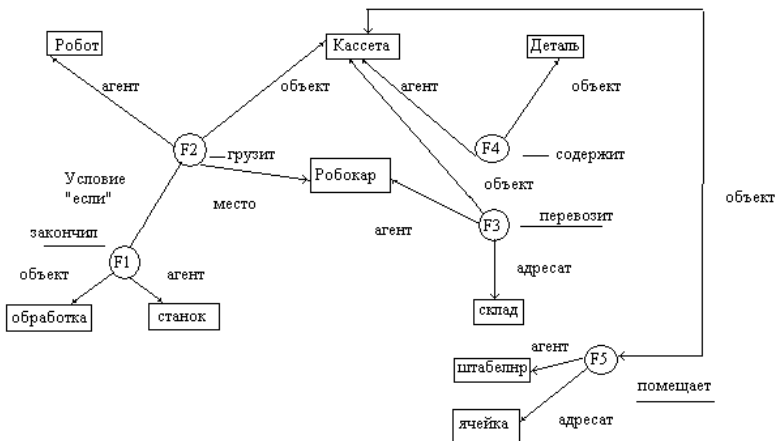 Робот
Кассета
Деталь
агент
объект
агент
объект
F2
грузит
F4
содержит
Условие
"если"
Робокар
место
объект
объект
закончил
агент
F3
перевозит
F1
объект
агент
адресат
обработка
станок
склад
агент
F5
штабелнр
помещает
ячейка
адресат